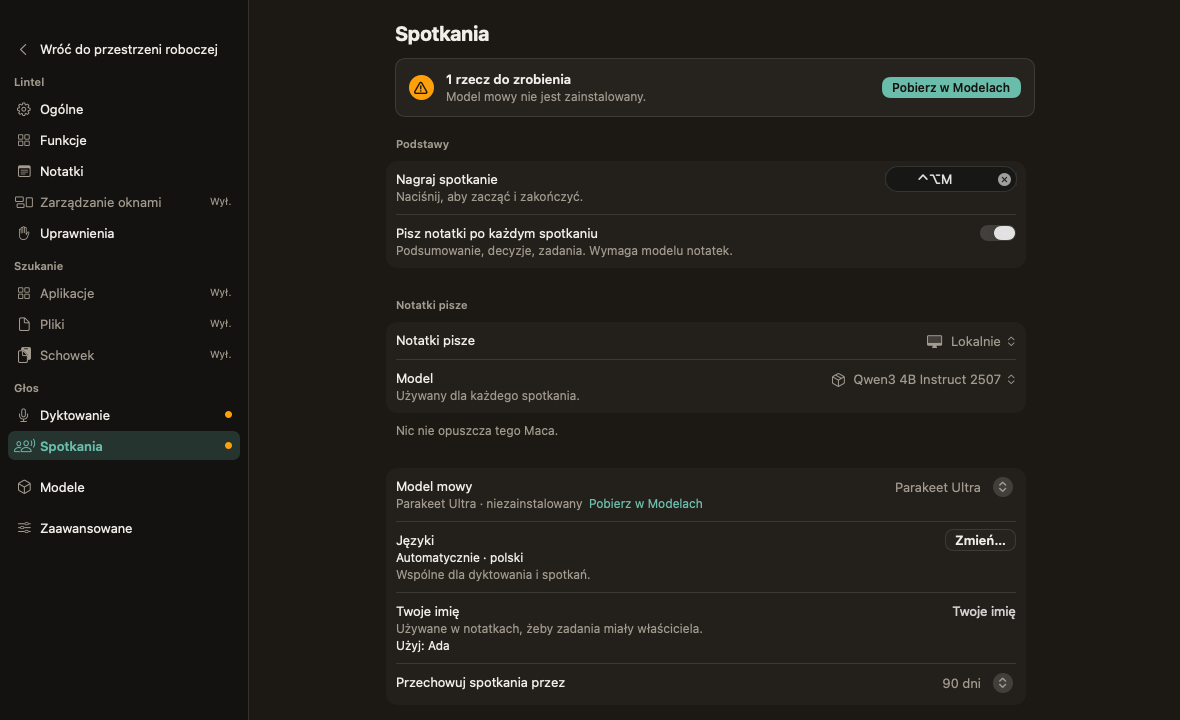 Wróć do przestrzeni roboczej
Lintel
Ogólne
Funkcje
Notatki
Zarządzanie oknami Wył.
Uprawnienia
Szukanie
Aplikacje Wył.
Pliki Wył.
Schowek Wył.
Głos
Dyktowanie
Spotkania
Modele
Zaawansowane
Spotkania
1 rzecz do zrobienia
Model mowy nie jest zainstalowany.
Pobierz w Modelach
Podstawy
Nagraj spotkanie
Naciśnij, aby zacząć i zakończyć.
^⌥M
Pisz notatki po każdym spotkaniu
Podsumowanie, decyzje, zadania. Wymaga modelu notatek.
Notatki pisze
Notatki pisze Lokalnie
Model
Używany dla każdego spotkania.
Qwen3 4B Instruct 2507
Nic nie opuszcza tego Maca.
Model mowy
Parakeet Ultra · niezainstalowany Pobierz w Modelach
Parakeet Ultra
Języki
Automatycznie · polski
Wspólne dla dyktowania i spotkań.
Zmień...
Twoje imię
Używane w notatkach, żeby zadania miały właściciela.
Użyj: Ada
Twoje imię
Przechowuj spotkania przez 90 dni